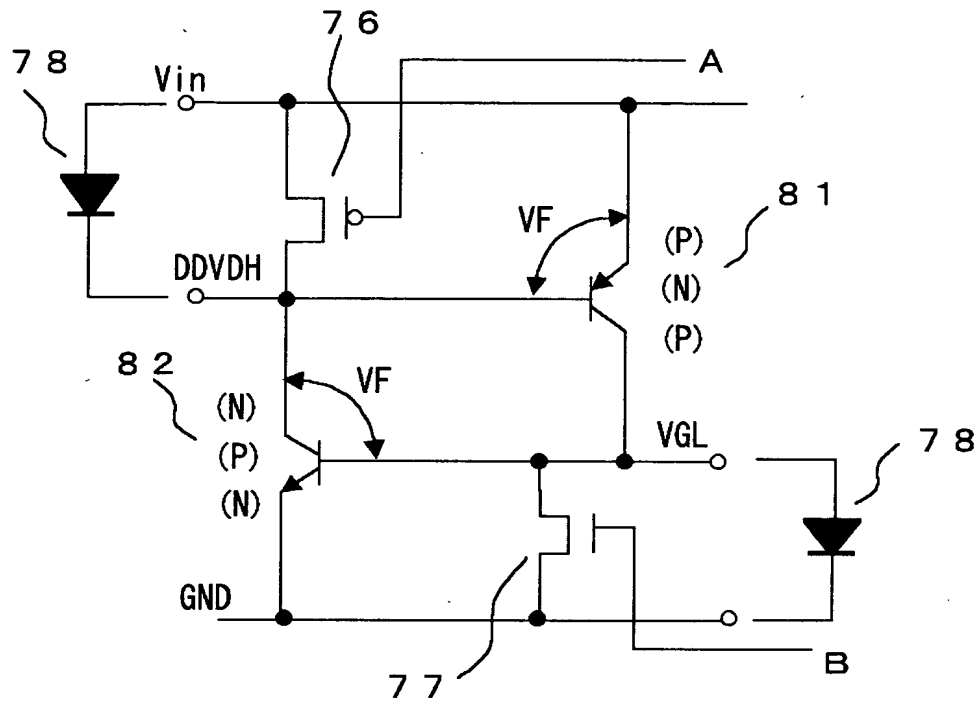 ７６
７８
Vin
A
VF
８１
(P)
(N)
(P)
DDVDH
８２
VF
(N)
(P)
(N)
VGL
７８
GND
７７
B